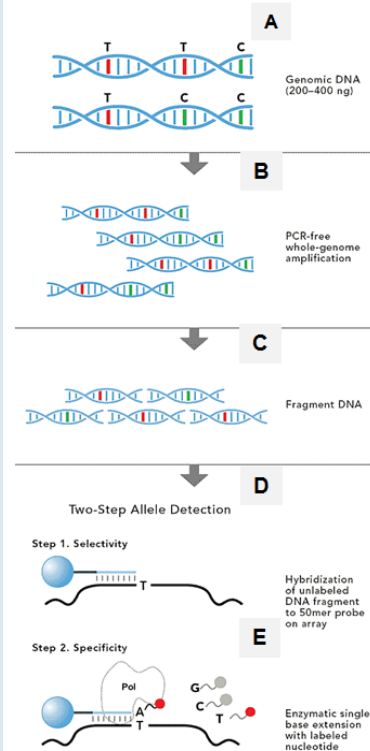 A
T T C
Genomic DNA
(200–400 ng)
T C C
B
PCR-free
whole-genome
amplification
C
Fragment DNA
D
Two-Step Allele Detection
Step 1. Selectivity
T
Hybridization
of unlabeled
DNA fragment
to 50mer probe
on array
E
Step 2. Specificity
Pol
G
C
A
T
T
Enzymatic single
base extension
with labeled
nucleotide